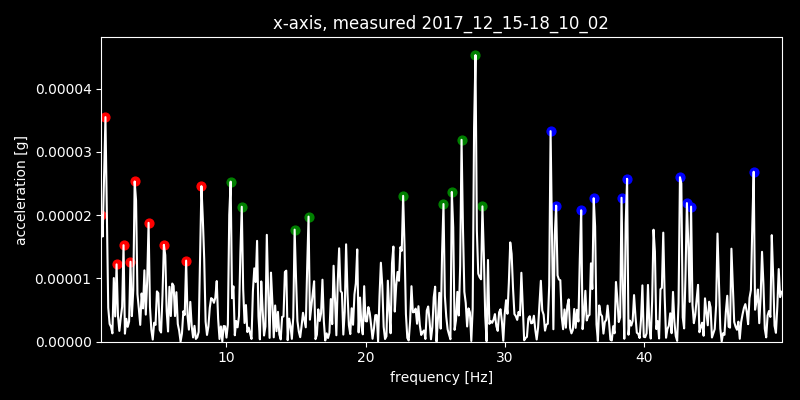 x-axis, measured 2017_12_15-18_10_02
acceleration [g]
0.00004
0.00003
0.00002
0.00001
0.00000
10 20 30 40
frequency [Hz]